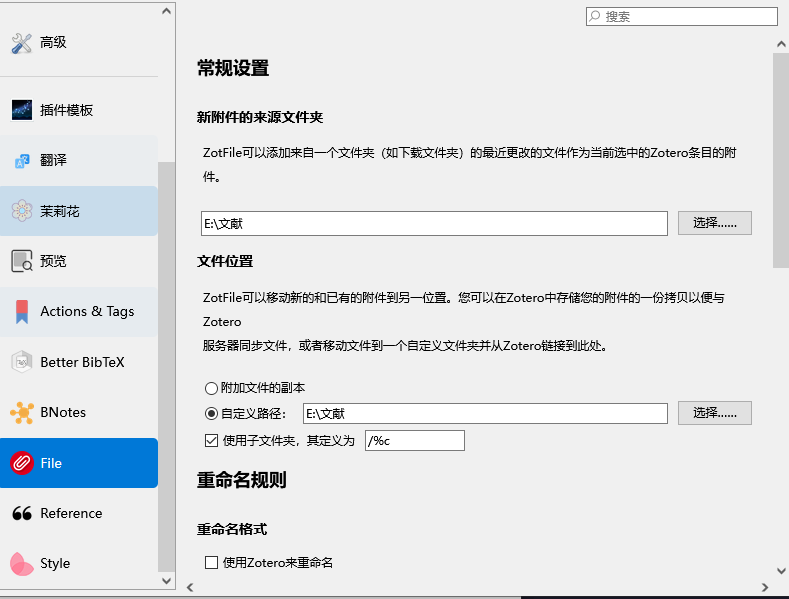 搜索
高级
插件模板
翻译
茉莉花
预览
Actions & Tags
Better BibTeX
BNotes
File
Reference
Style
常规设置
新附件的来源文件夹
ZotFile可以添加来自一个文件夹（如下载文件夹）的最近更改的文件作为当前选中的Zotero条目的附
件。
E:\文献
选择......
文件位置
ZotFile可以移动新的和已有的附件到另一位置。您可以在Zotero中存储您的附件的一份拷贝以便与
Zotero
服务器同步文件，或者移动文件到一个自定义文件夹并从Zotero链接到此处。
附加文件的副本
自定义路径： E:\文献 选择......
使用子文件夹，其定义为 /%c
重命名规则
重命名格式
使用Zotero来重命名